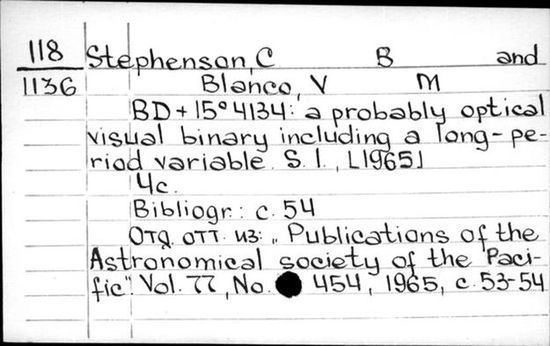 118 Stephenson, C B and
1136 Blanco, V M
BD+15°4134: a probably optical
visual binary including a long-pe-
riod variable. S. l., [1965]
4c.
Bibliogr.: c. 54
Отд. отт. из: „Publications of the
Astronomical society of the Paci-
fic". Vol. 77, No. 454, 1965, c. 53-54